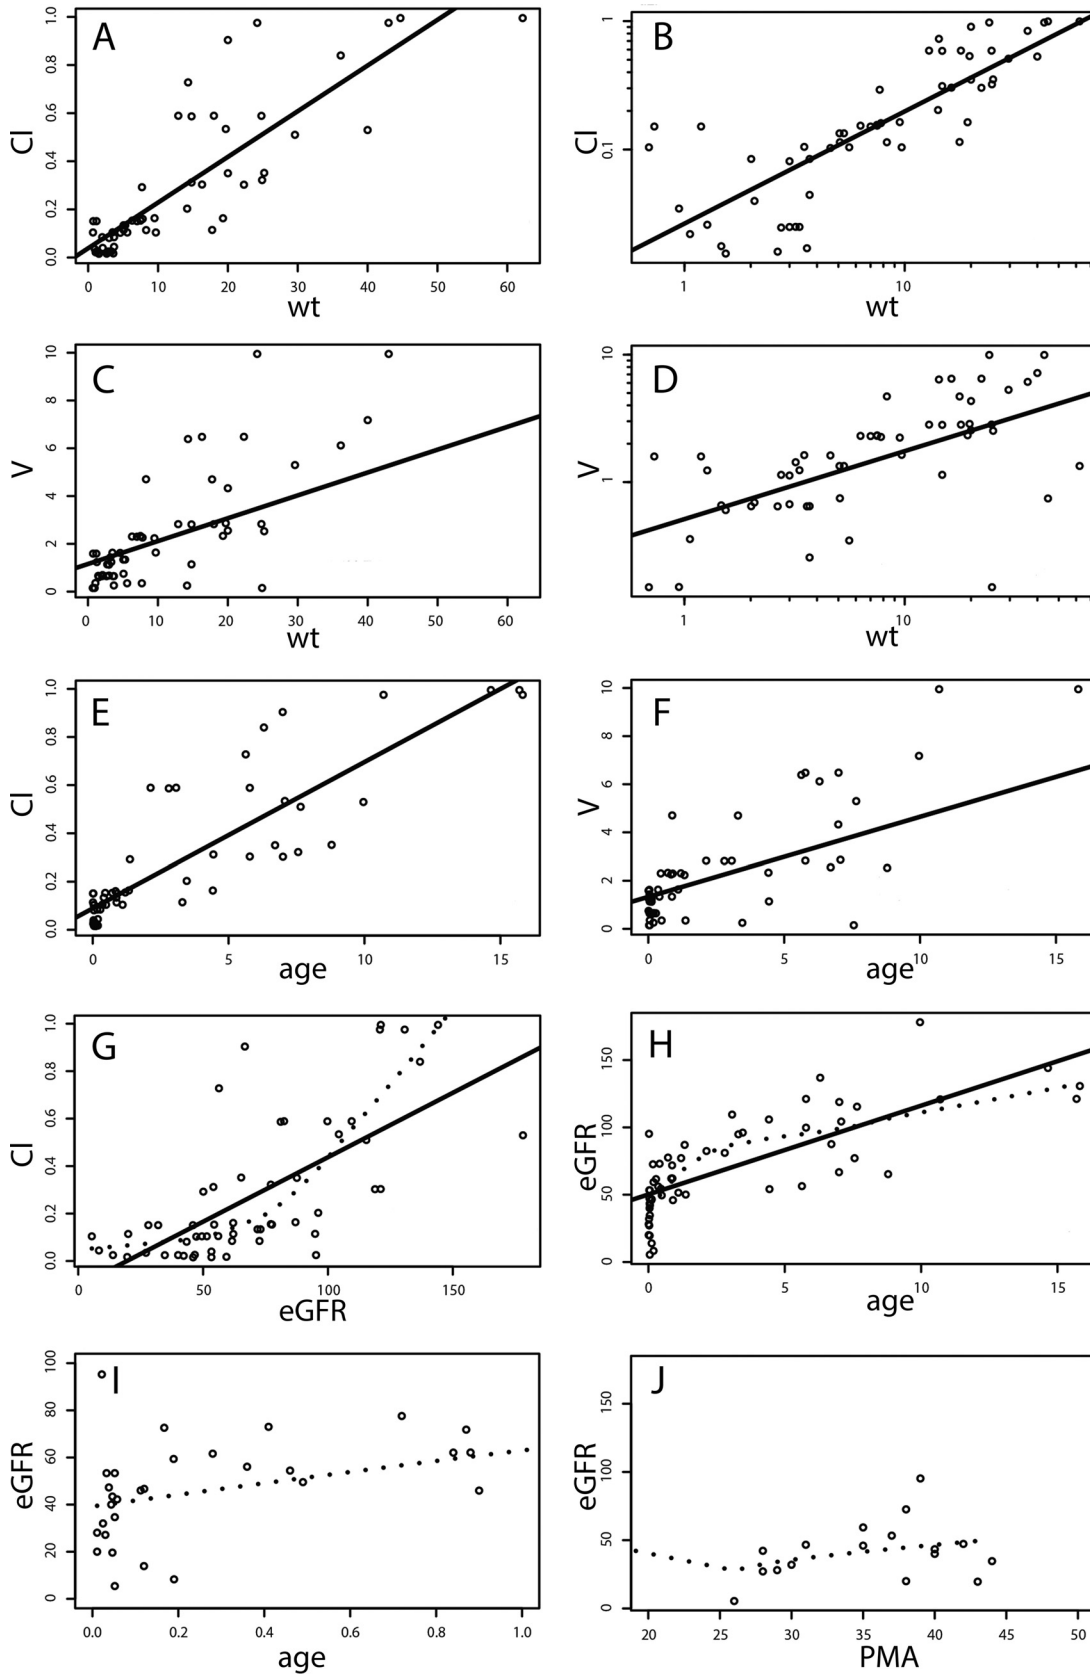 A
Cl
0.0 0.2 0.4 0.6 0.8 1.0
0 10 20 30 40 50 60
wt
B
Cl
0.1 1
1 10
wt
C
V
0 2 4 6 8 10
0 10 20 30 40 50 60
wt
D
V
1 10
1 10
wt
E
Cl
0.0 0.2 0.4 0.6 0.8 1.0
0 5 10 15
age
F
V
0 2 4 6 8 10
0 5 10 15
age
G
Cl
0.0 0.2 0.4 0.6 0.8 1.0
0 50 100 150
eGFR
H
eGFR
0 50 100 150
0 5 10 15
age
I
eGFR
0 20 40 60 80 100
0.0 0.2 0.4 0.6 0.8 1.0
age
J
eGFR
0 50 100 150
20 25 30 35 40 45 50
PMA